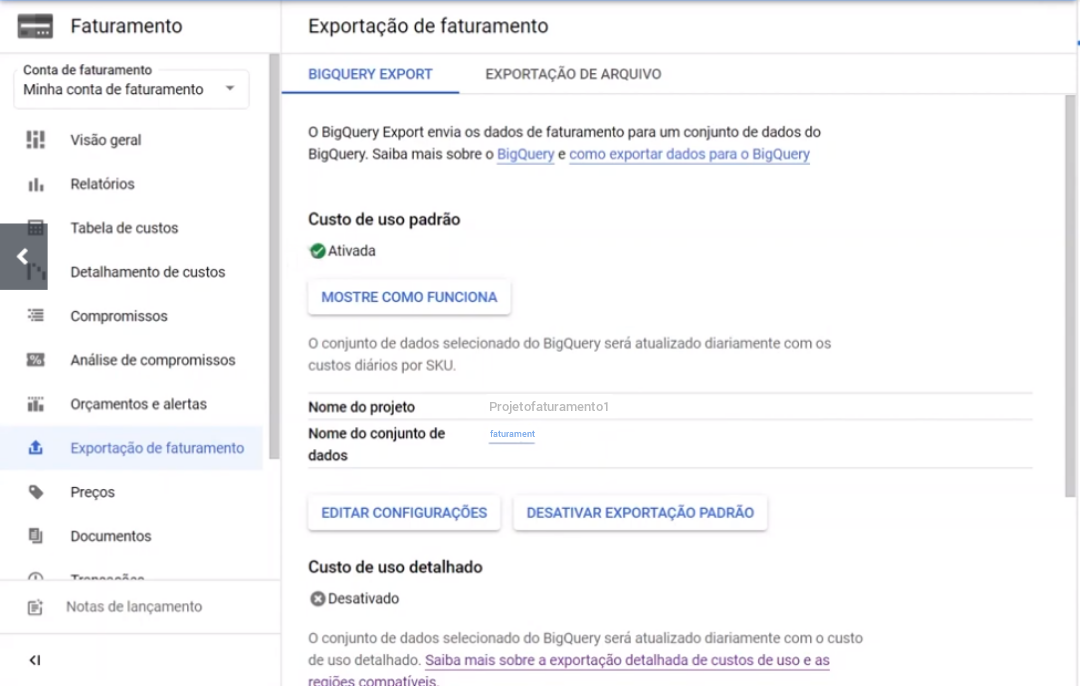 Faturamento
Conta de faturamento
Minha conta de faturamento
Visão geral
Relatórios
Tabela de custos
Detalhamento de custos
Compromissos
Análise de compromissos
Orçamentos e alertas
Exportação de faturamento
Preços
Documentos
Transações
Notas de lançamento
Exportação de faturamento
BIGQUERY EXPORT
EXPORTAÇÃO DE ARQUIVO
O BigQuery Export envia os dados de faturamento para um conjunto de dados do
BigQuery. Saiba mais sobre o BigQuery e como exportar dados para o BigQuery
Custo de uso padrão
Ativada
MOSTRE COMO FUNCIONA
O conjunto de dados selecionado do BigQuery será atualizado diariamente com os
custos diários por SKU.
Nome do projeto
Projetofaturamento1
Nome do conjunto de
dados
faturament
EDITAR CONFIGURAÇÕES
DESATIVAR EXPORTAÇÃO PADRÃO
Custo de uso detalhado
Desativado
O conjunto de dados selecionado do BigQuery será atualizado diariamente com o custo
de uso detalhado. Saiba mais sobre a exportação detalhada de custos de uso e as
regiões compatíveis.